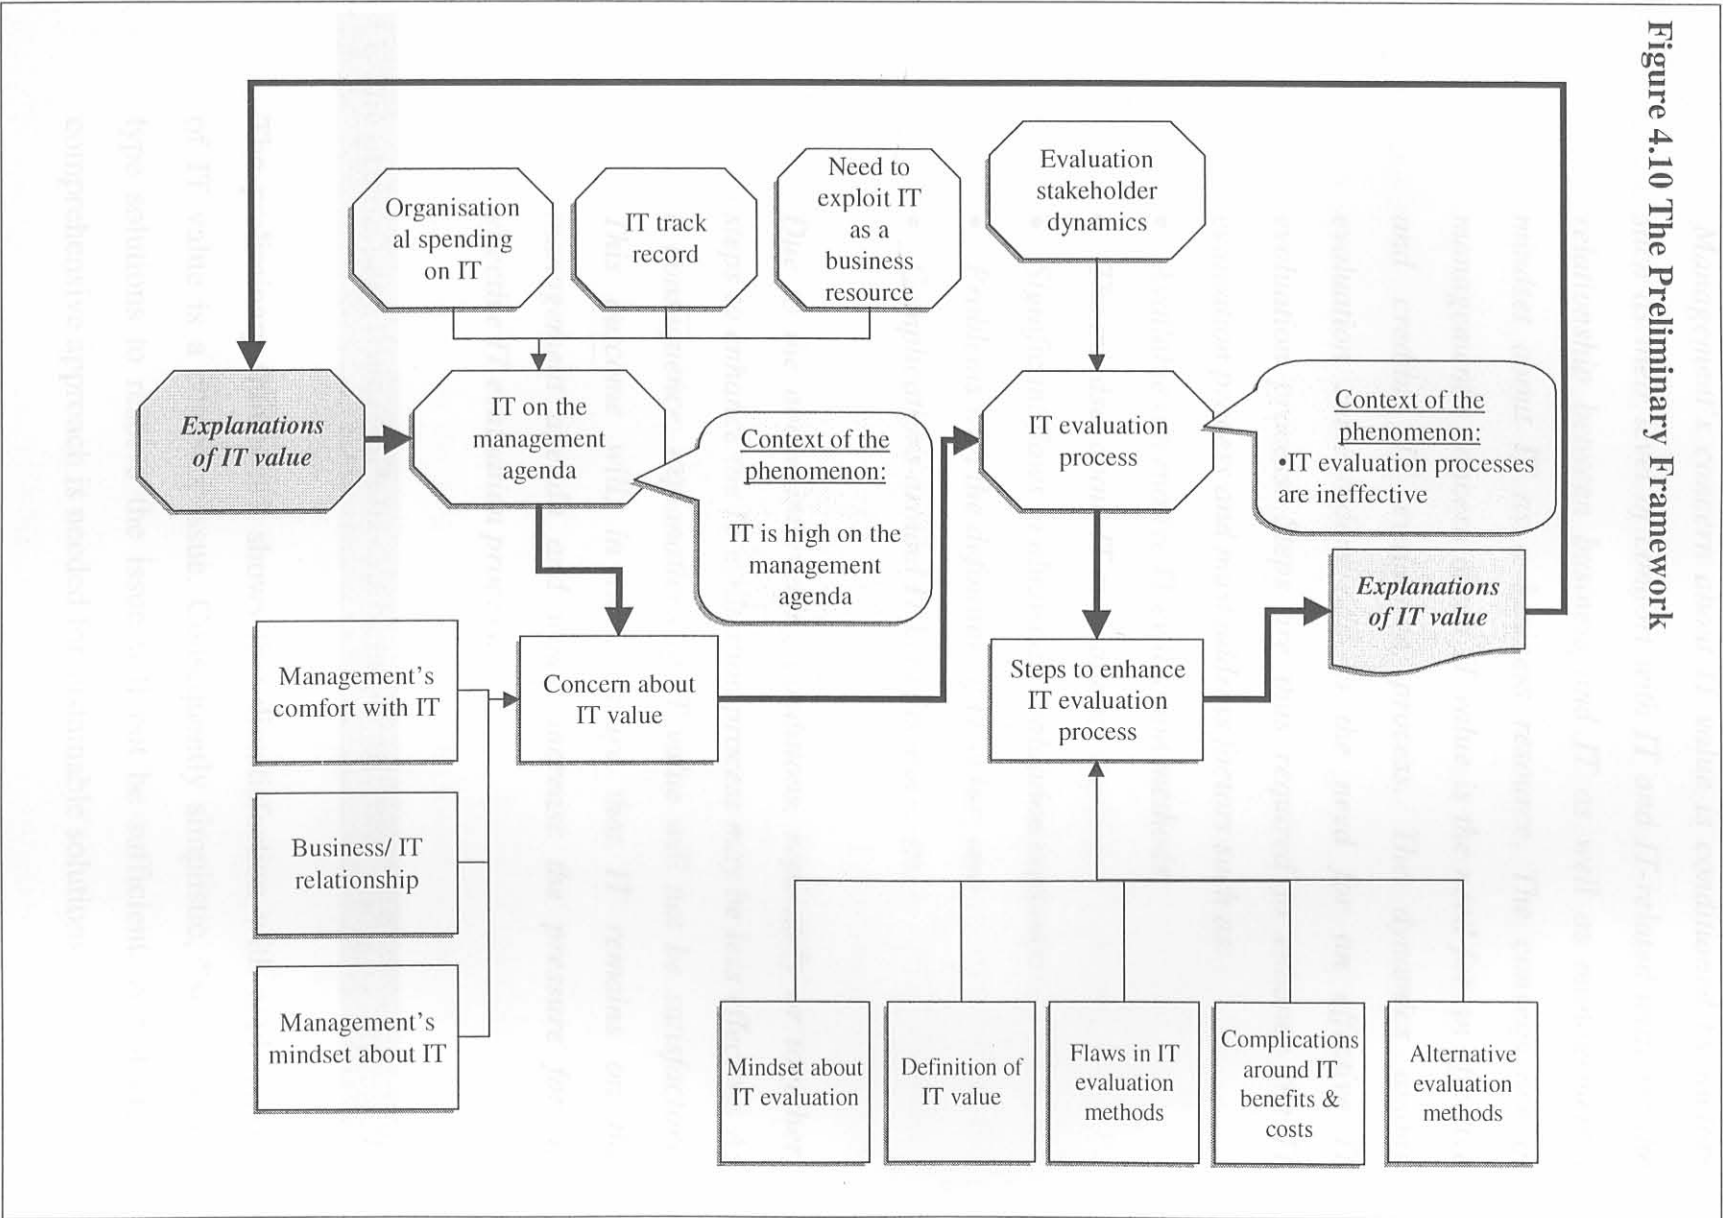 Figure 4.10 The Preliminary Framework
Organisation
al spending
on IT
IT track
record
Need to
exploit IT
as a
business
resource
Evaluation
stakeholder
dynamics
Explanations
of IT value
IT on the
management
agenda
Context of the
phenomenon:
IT is high on the
management
agenda
IT evaluation
process
Context of the
phenomenon:
•IT evaluation processes
are ineffective
Management's
comfort with IT
Concern about
IT value
Steps to enhance
IT evaluation
process
Explanations
of IT value
Business/ IT
relationship
Management's
mindset about IT
Mindset about
IT evaluation
Definition of
IT value
Flaws in IT
evaluation
methods
Complications
around IT
benefits &
costs
Alternative
evaluation
methods